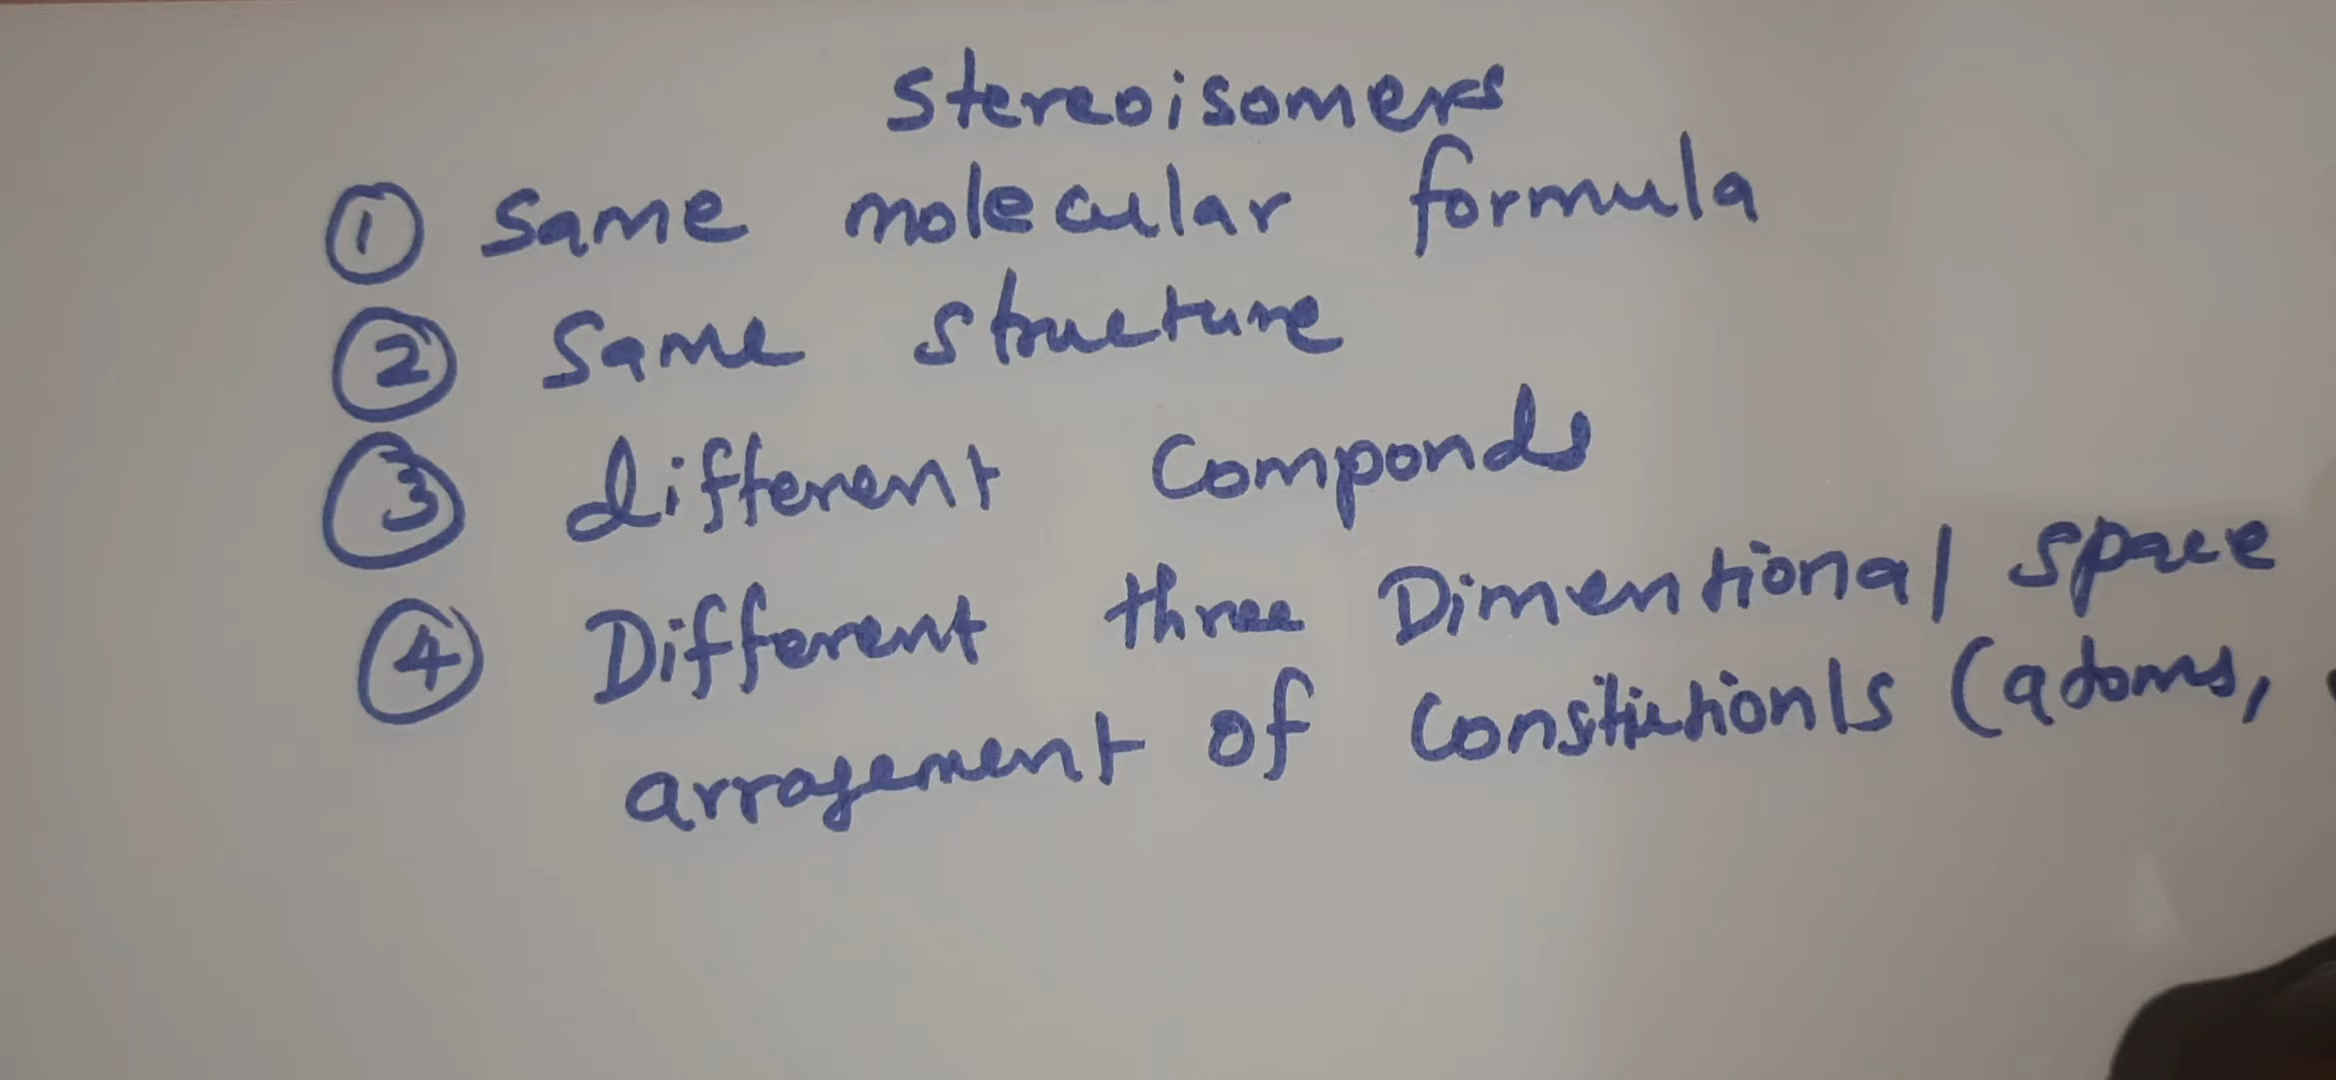 Stereoisomers
① Same molecular formula
② Same structure
③ different Componds
④ Different three Dimentional space
arragement of Constitutionls (atoms,